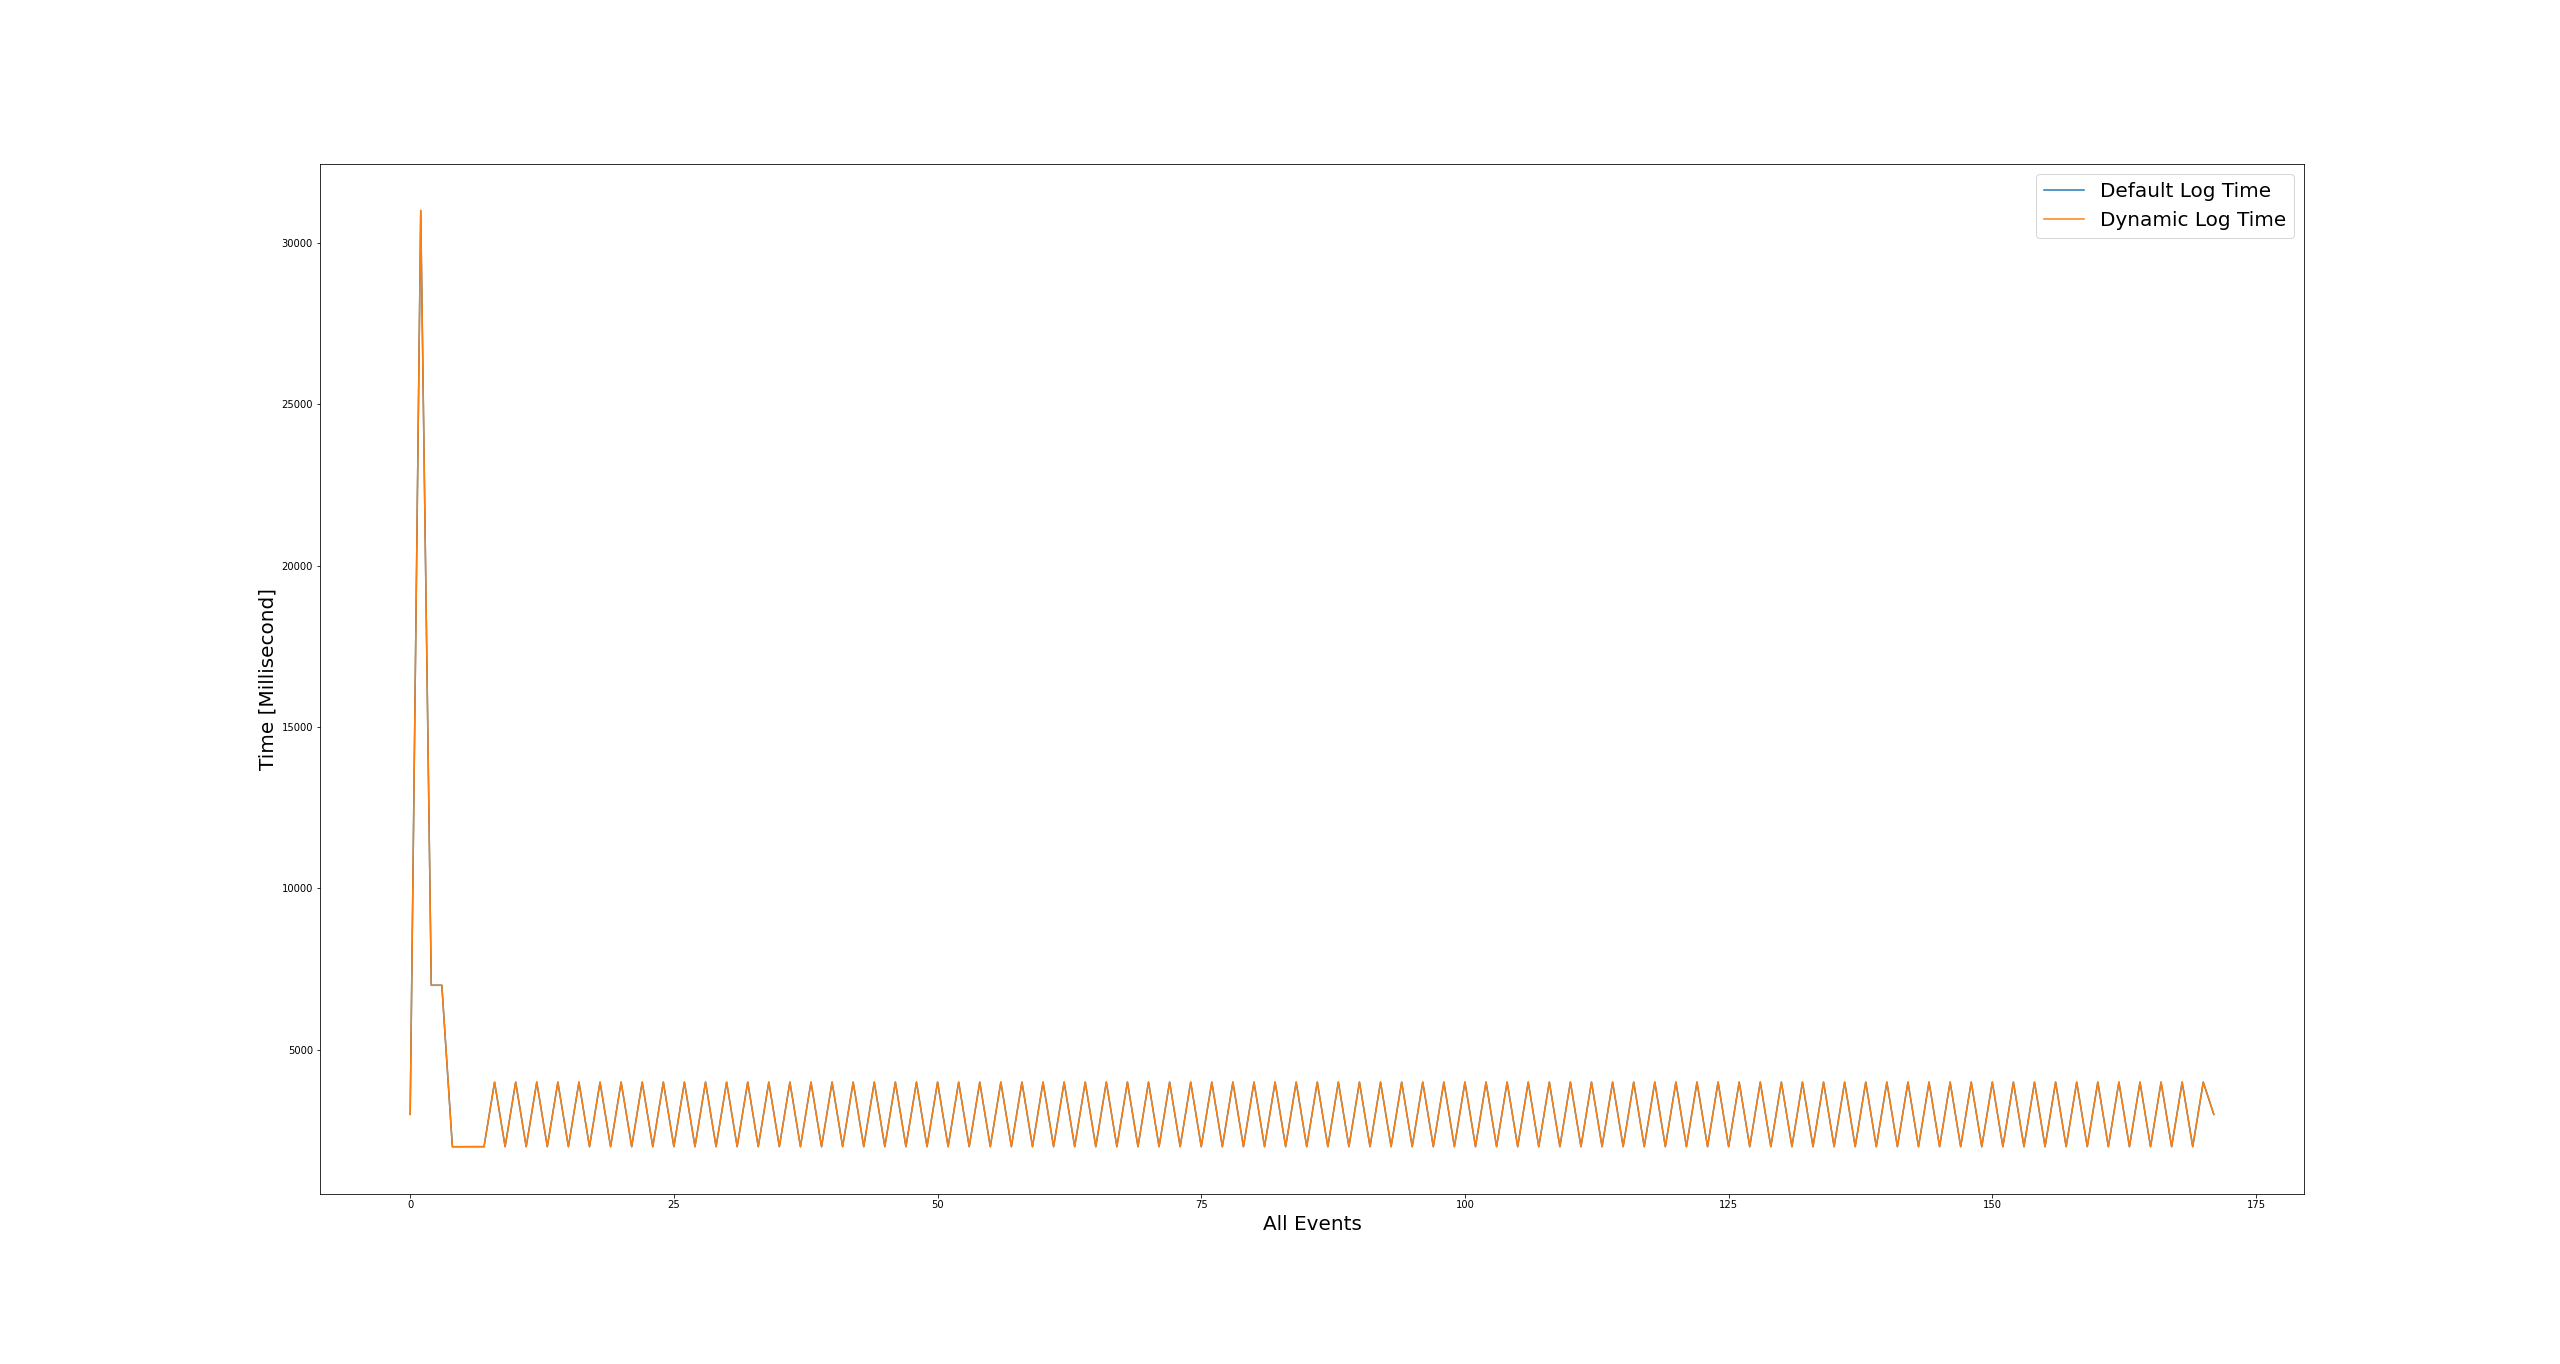 Default Log Time
Dynamic Log Time
30000
25000
20000
15000
10000
5000
Time [Millisecond]
0 25 50 75 100 125 150 175
All Events